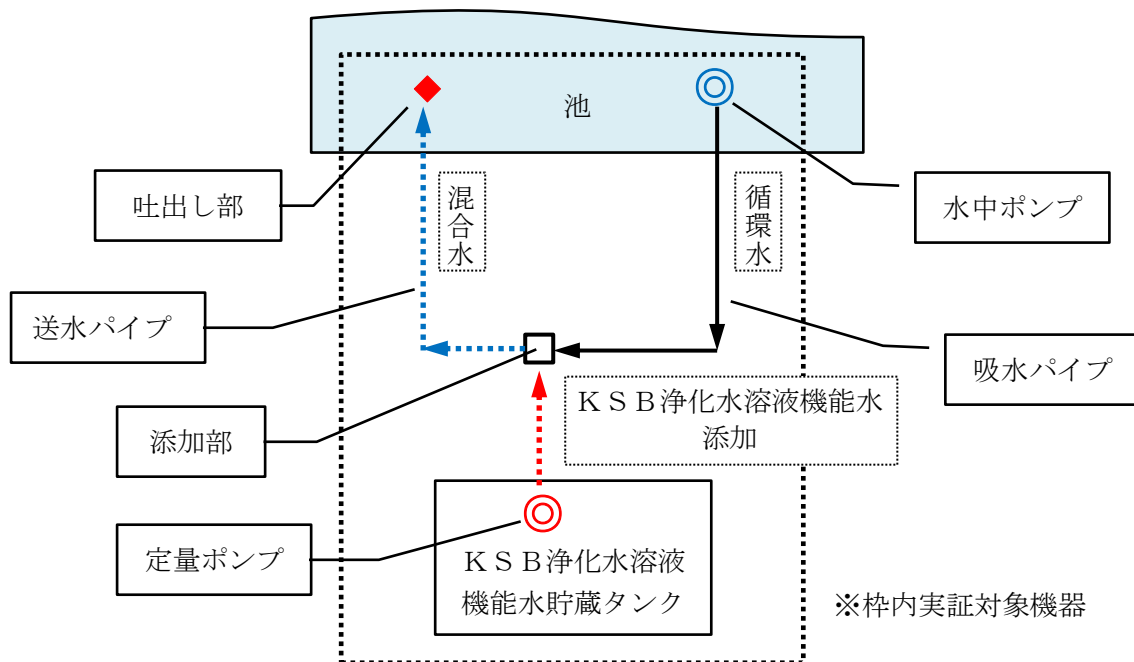 池
吐出し部
混合水
循環水
水中ポンプ
送水パイプ
吸水パイプ
ＫＳＢ浄化水溶液機能水
添加
添加部
定量ポンプ
ＫＳＢ浄化水溶液
機能水貯蔵タンク
※枠内実証対象機器